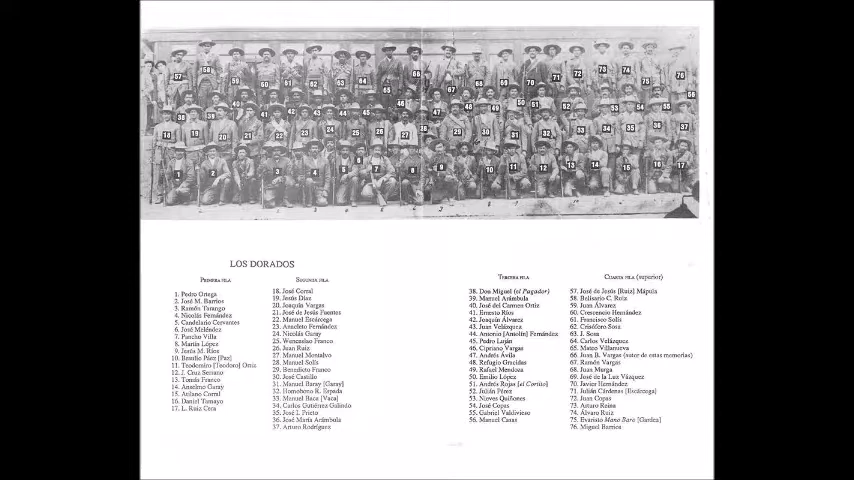 LOS DORADOS
PRIMERA FILA
1. Pedro Ortega
2. José M. Barrios
3. Ramón Tarango
4. Nicolás Fernández
5. Candelario Cervantes
6. José Meléndez
7. Pancho Villa
8. Martín López
9. Jesús M. Ríos
10. Braulio Páez [Paz]
11. Teodomiro [Teodoro] Ortiz
12. J. Cruz Serrano
13. Tomás Franco
14. Anselmo Garay
15. Atilano Corral
16. Daniel Tamayo
17. L. Ruiz Cera
SEGUNDA FILA
18. José Corral
19. Jesús Díaz
20. Joaquín Vargas
21. José de Jesús Fuentes
22. Manuel Escárcega
23. Anacleto Fernández
24. Nicolás Garay
25. Wenceslao Franco
26. Juan Ruiz
27. Manuel Montalvo
28. Manuel Solís
29. Benedicto Franco
30. José Castillo
31. Manuel Baray [Garay]
32. Homobono R. Espada
33. Manuel Baca [Vaca]
34. Carlos Gutiérrez Galindo
35. José I. Prieto
36. José María Arámbula
37. Arturo Rodríguez
TERCERA FILA
38. Don Miguel (el Pagador)
39. Manuel Arámbula
40. José del Carmen Ortiz
41. Ernesto Ríos
42. Joaquín Álvarez
43. Juan Velázquez
44. Antonio [Antolín] Fernández
45. Pedro Luján
46. Cipriano Vargas
47. Andrés Ávila
48. Refugio Gracidas
49. Rafael Mendoza
50. Emilio López
51. Andrés Rojas [el Cortito]
52. Julián Pérez
53. Nieves Quiñones
54. José Copas
55. Gabriel Valdivieso
56. Manuel Casas
CUARTA FILA (superior)
57. José de Jesús [Ruiz] Mápula
58. Belisario C. Ruiz
59. Juan Álvarez
60. Crescencio Hernández
61. Francisco Solís
62. Crisóforo Sosa
63. J. Sosa
64. Carlos Velázquez
65. Mateo Villanueva
66. Juan B. Vargas (autor de estas memorias)
67. Ramón Vargas
68. Juan Murga
69. José de la Luz Vázquez
70. Javier Hernández
71. Julián Cárdenas [Escárcega]
72. Juan Copas
73. Arturo Reina
74. Álvaro Ruiz
75. Evaristo Mano Baro [Gardea]
76. Miguel Barrios